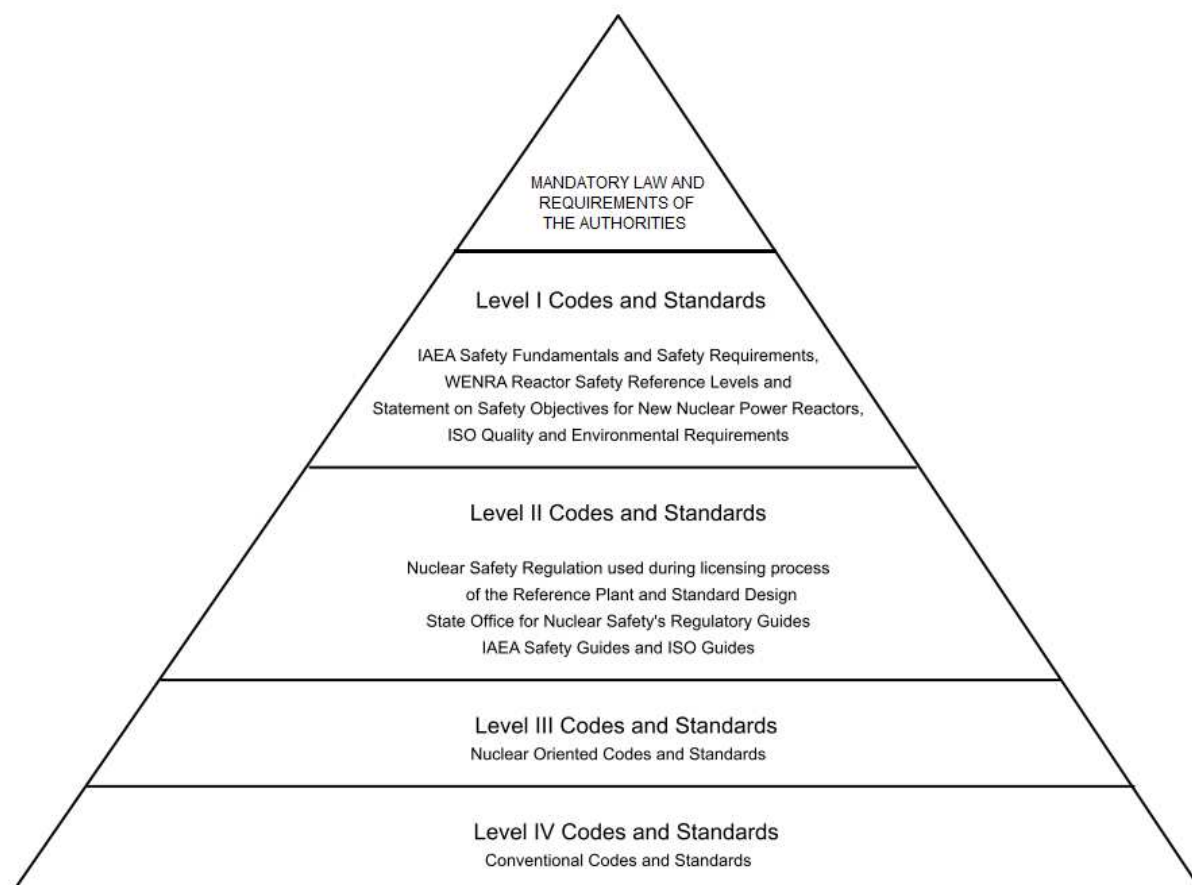 MANDATORY LAW AND
REQUIREMENTS OF
THE AUTHORITIES
Level I Codes and Standards
IAEA Safety Fundamentals and Safety Requirements,
WENRA Reactor Safety Reference Levels and
Statement on Safety Objectives for New Nuclear Power Reactors,
ISO Quality and Environmental Requirements
Level II Codes and Standards
Nuclear Safety Regulation used during licensing process
of the Reference Plant and Standard Design
State Office for Nuclear Safety's Regulatory Guides
IAEA Safety Guides and ISO Guides
Level III Codes and Standards
Nuclear Oriented Codes and Standards
Level IV Codes and Standards
Conventional Codes and Standards